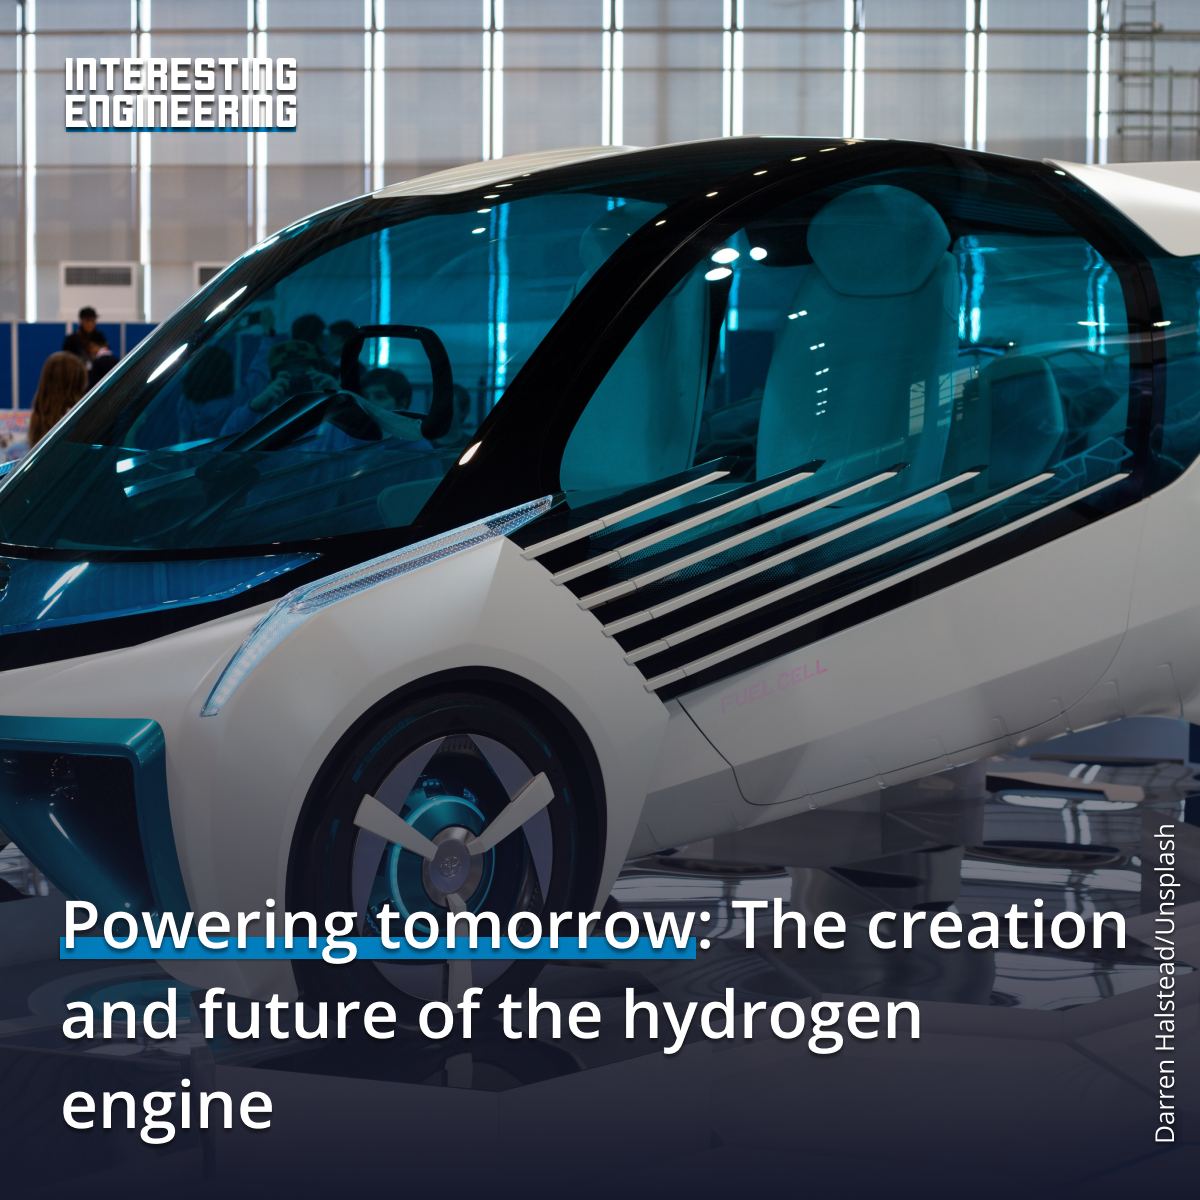 INTERESTING
ENGINEERING
FUEL CELL
Powering tomorrow: The creation
and future of the hydrogen
engine
Darren Halstead/Unsplash